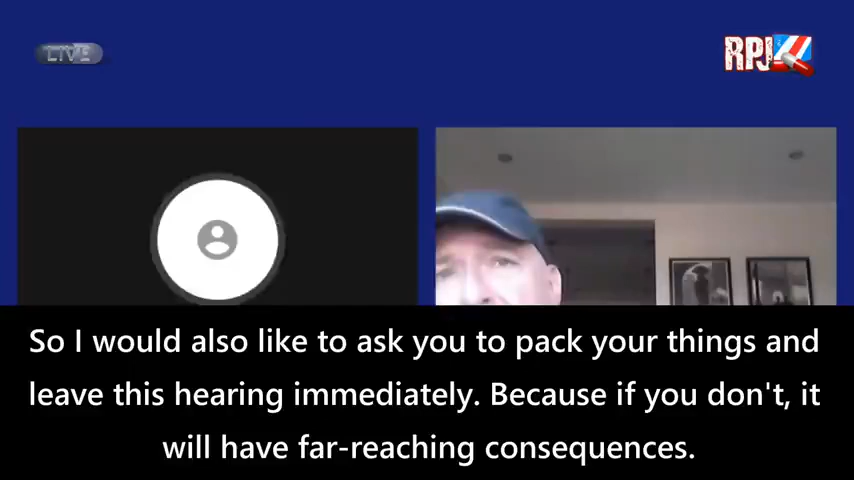 LIVE
RPJ
So I would also like to ask you to pack your things and
leave this hearing immediately. Because if you don't, it
will have far-reaching consequences.